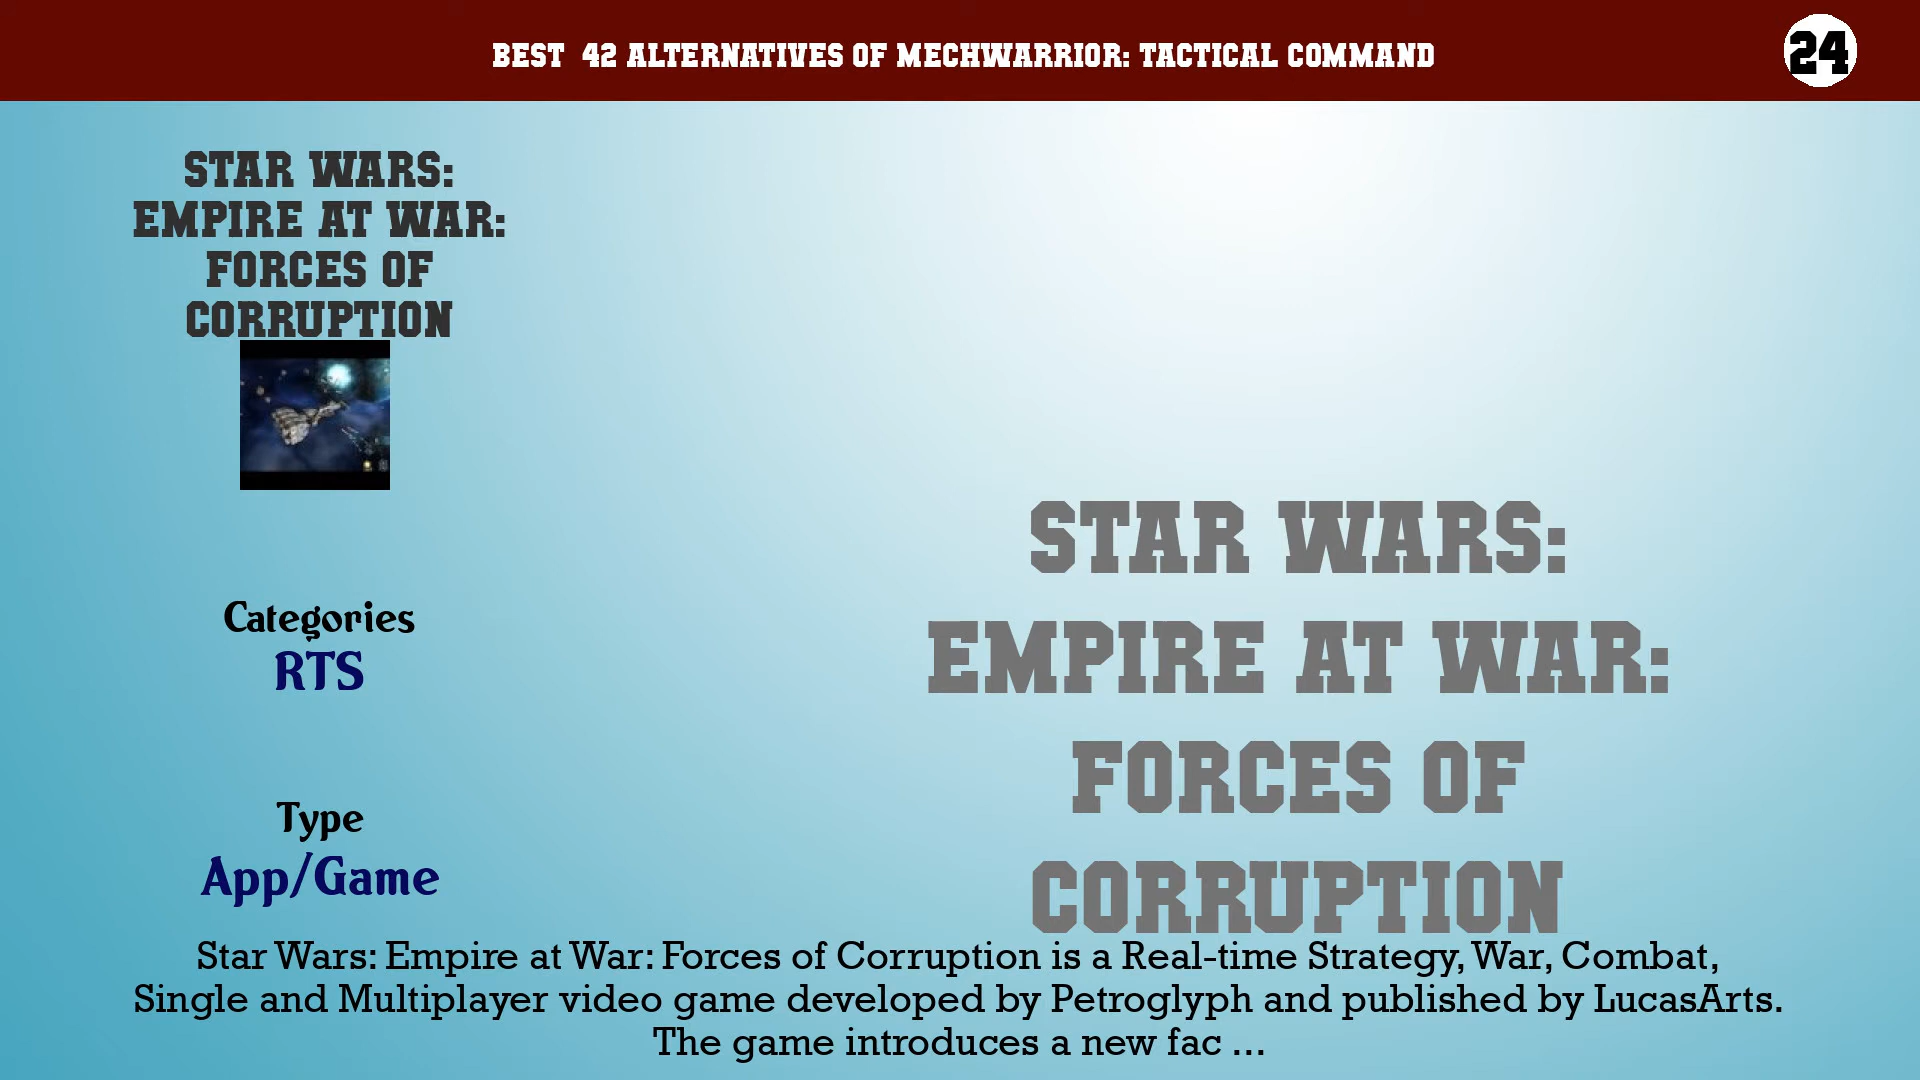 BEST 42 ALTERNATIVES OF MECHWARRIOR: TACTICAL COMMAND
24
STAR WARS:
EMPIRE AT WAR:
FORCES OF
CORRUPTION
Categories
RTS
Type
App/Game
STAR WARS:
EMPIRE AT WAR:
FORCES OF
CORRUPTION
Star Wars: Empire at War: Forces of Corruption is a Real-time Strategy, War, Combat,
Single and Multiplayer video game developed by Petroglyph and published by LucasArts.
The game introduces a new fac ...